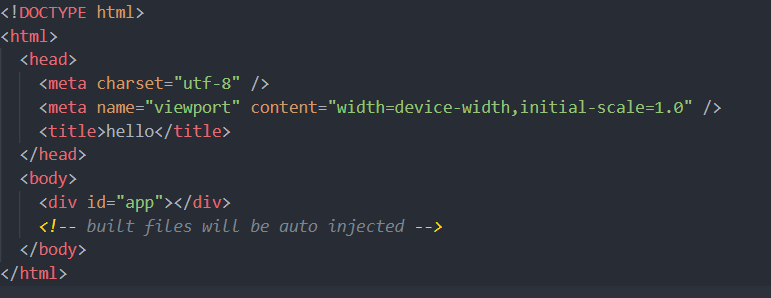 <!DOCTYPE html>
<html>
<head>
<meta charset="utf-8" />
<meta name="viewport" content="width=device-width,initial-scale=1.0" />
<title>hello</title>
</head>
<body>
<div id="app"></div>
<!-- built files will be auto injected -->
</body>
</html>